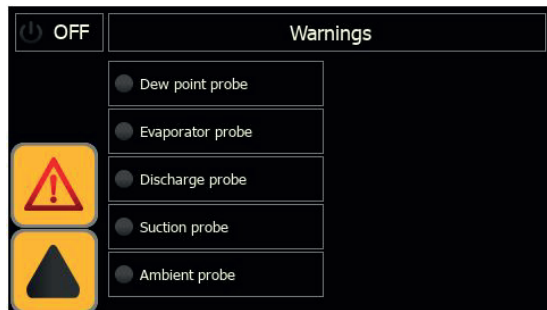 OFF
Warnings
Dew point probe
Evaporator probe
Discharge probe
Suction probe
Ambient probe